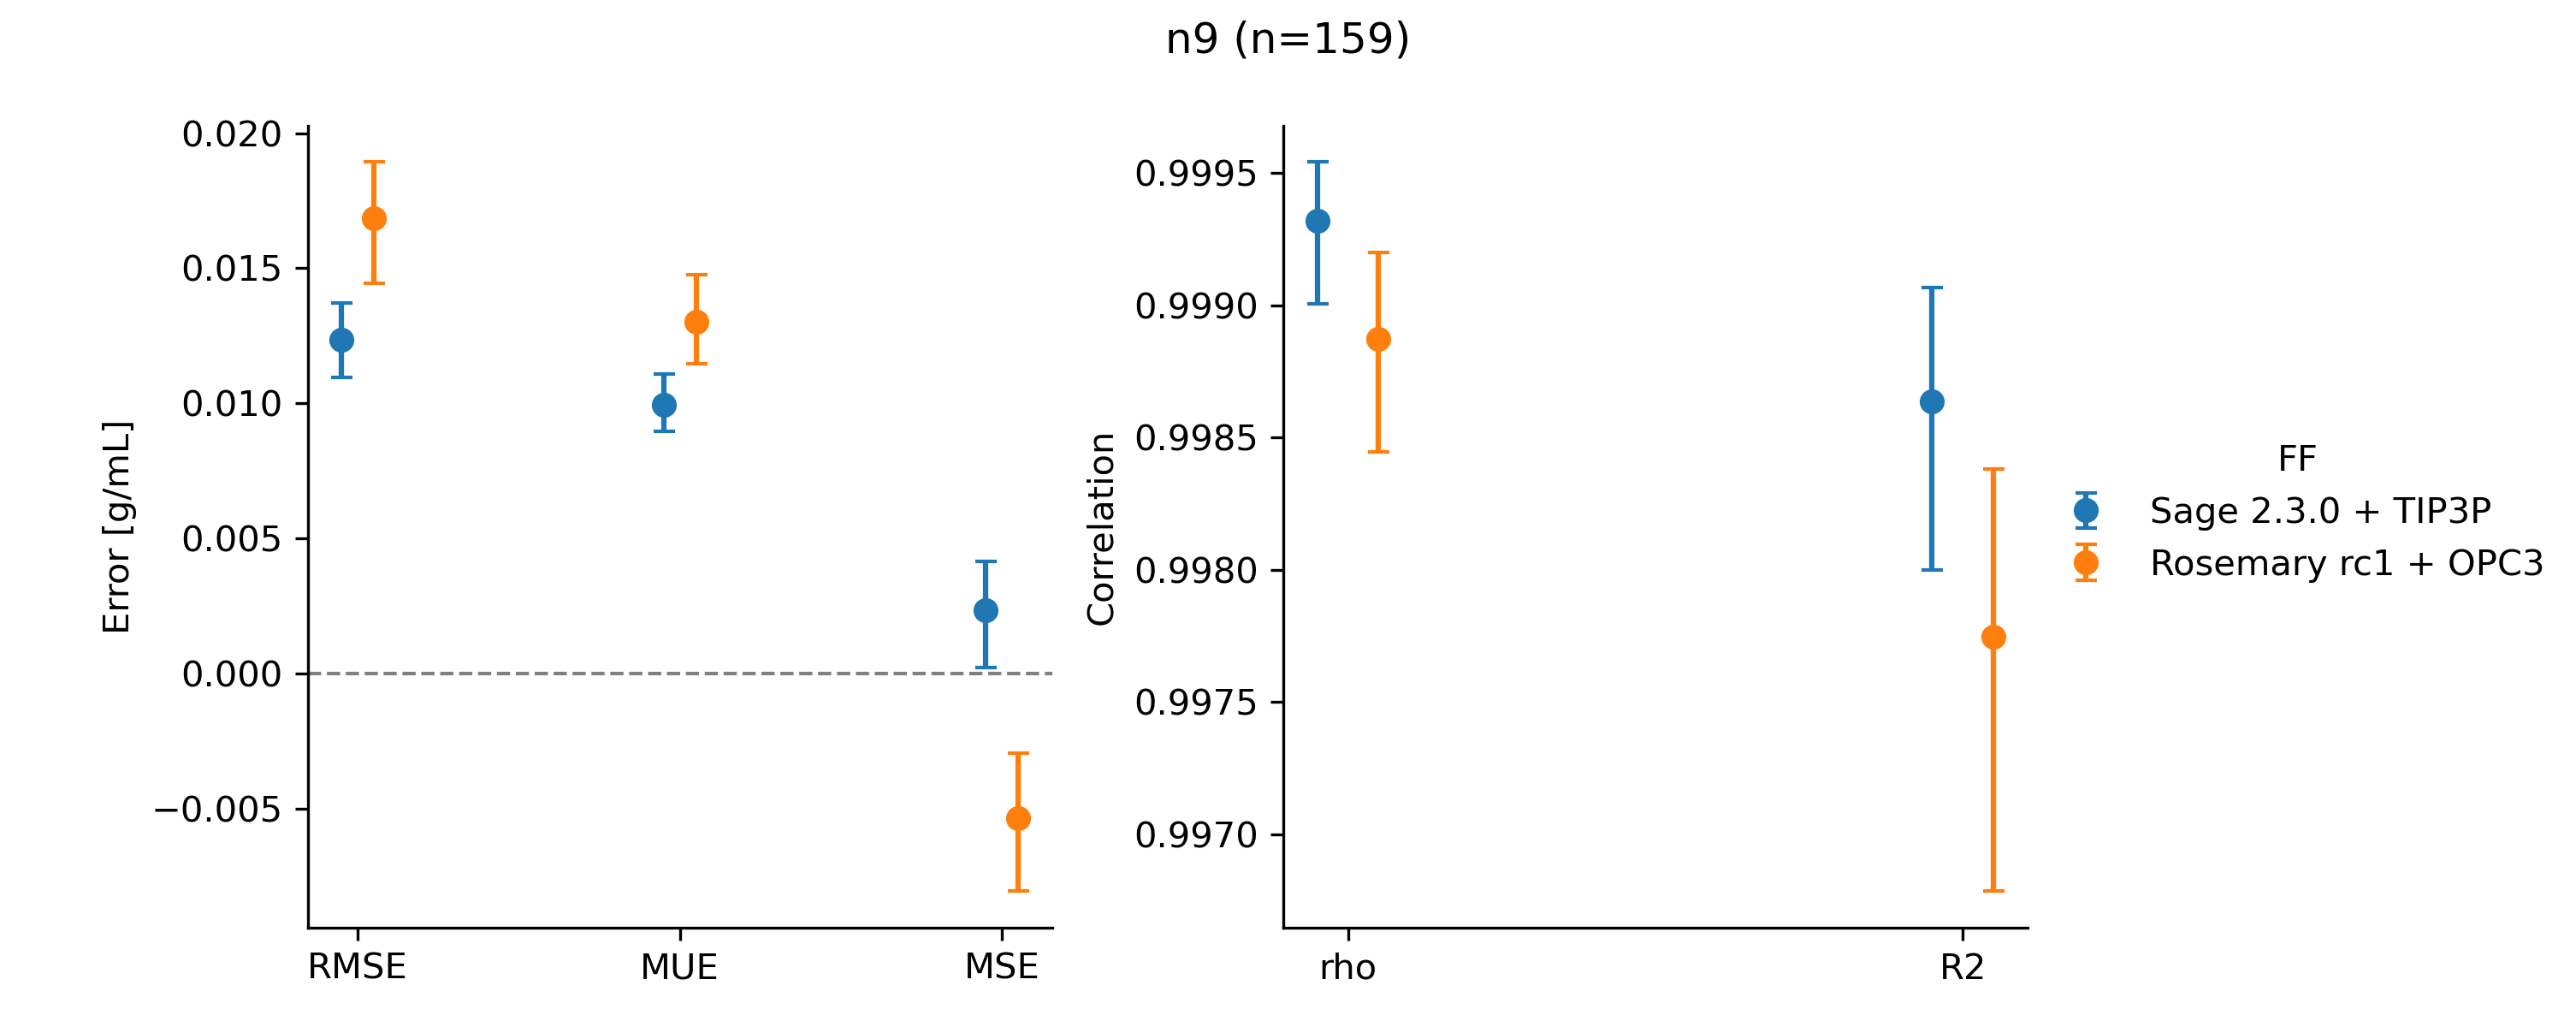 n9 (n=159)
Error [g/mL]
0.020
0.015
0.010
0.005
0.000
−0.005
RMSE
MUE
MSE
Correlation
0.9995
0.9990
0.9985
0.9980
0.9975
0.9970
rho
R2
FF
Sage 2.3.0 + TIP3P
Rosemary rc1 + OPC3